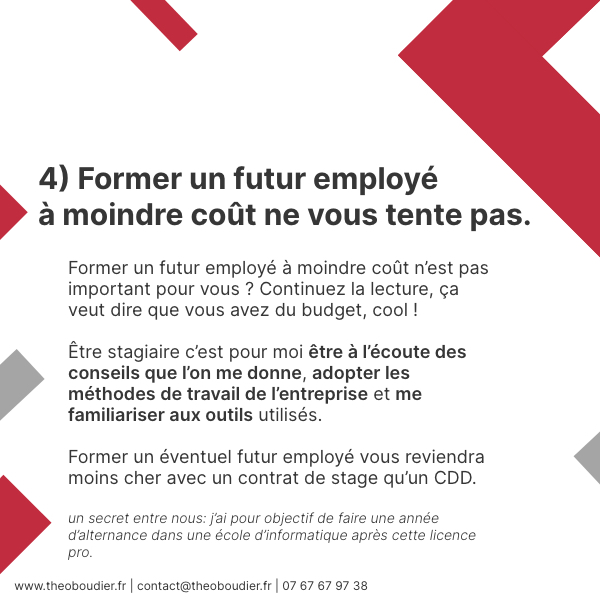 4) Former un futur employé
à moindre coût ne vous tente pas.
Former un futur employé à moindre coût n’est pas
important pour vous ? Continuez la lecture, ça
veut dire que vous avez du budget, cool !
Être stagiaire c’est pour moi être à l’écoute des
conseils que l’on me donne, adopter les
méthodes de travail de l’entreprise et me
familiariser aux outils utilisés.
Former un éventuel futur employé vous reviendra
moins cher avec un contrat de stage qu’un CDD.
un secret entre nous: j’ai pour objectif de faire une année
d’alternance dans une école d’informatique après cette licence
pro.
www.theoboudier.fr | contact@theoboudier.fr | 07 67 67 97 38